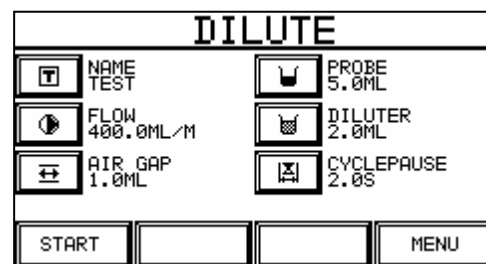 DILUTE
T
NAME
TEST
PROBE
5.0ML
FLOW
400.0ML/M
DILUTER
2.0ML
AIR GAP
1.0ML
CYCLEPAUSE
2.0S
START
MENU